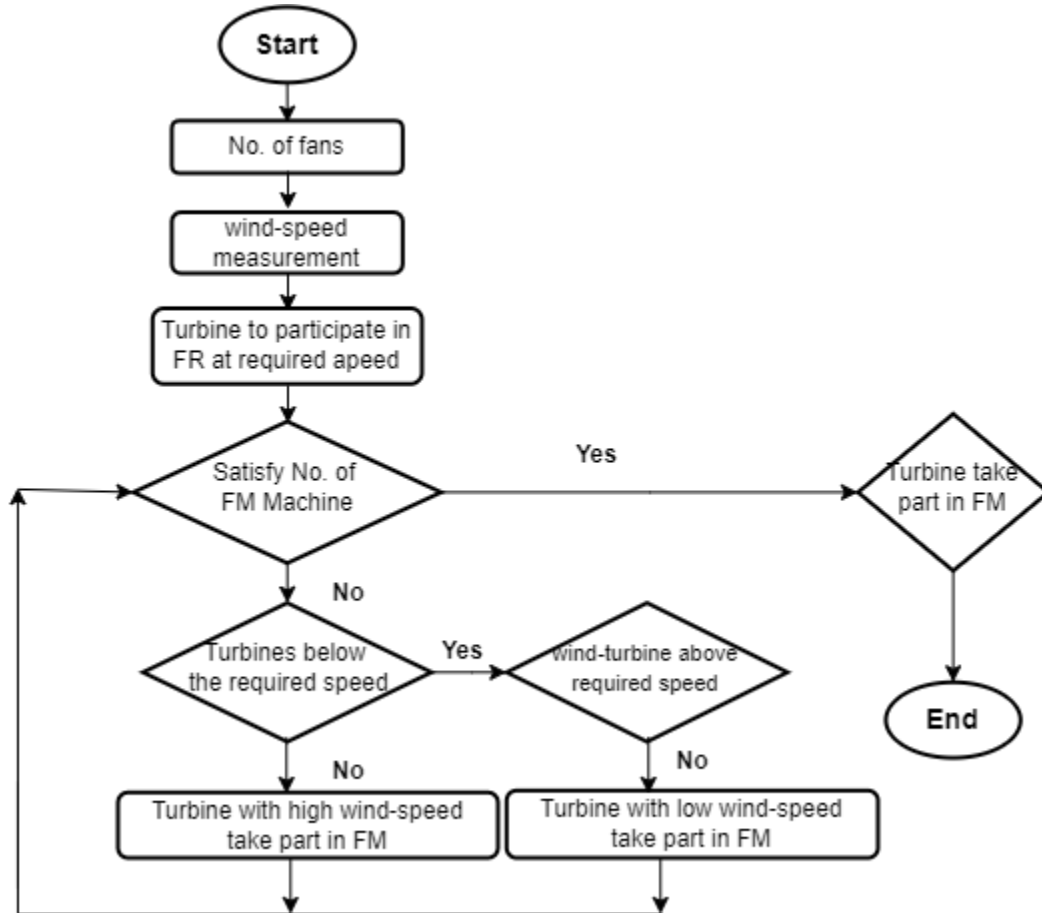 Start
No. of fans
wind-speed
measurement
Turbine to participate in
FR at required apeed
Satisfy No. of
FM Machine
Yes
Turbine take
part in FM
No
Turbines below
the required speed
Yes
wind-turbine above
required speed
End
No
No
Turbine with high wind-speed
take part in FM
Turbine with low wind-speed
take part in FM